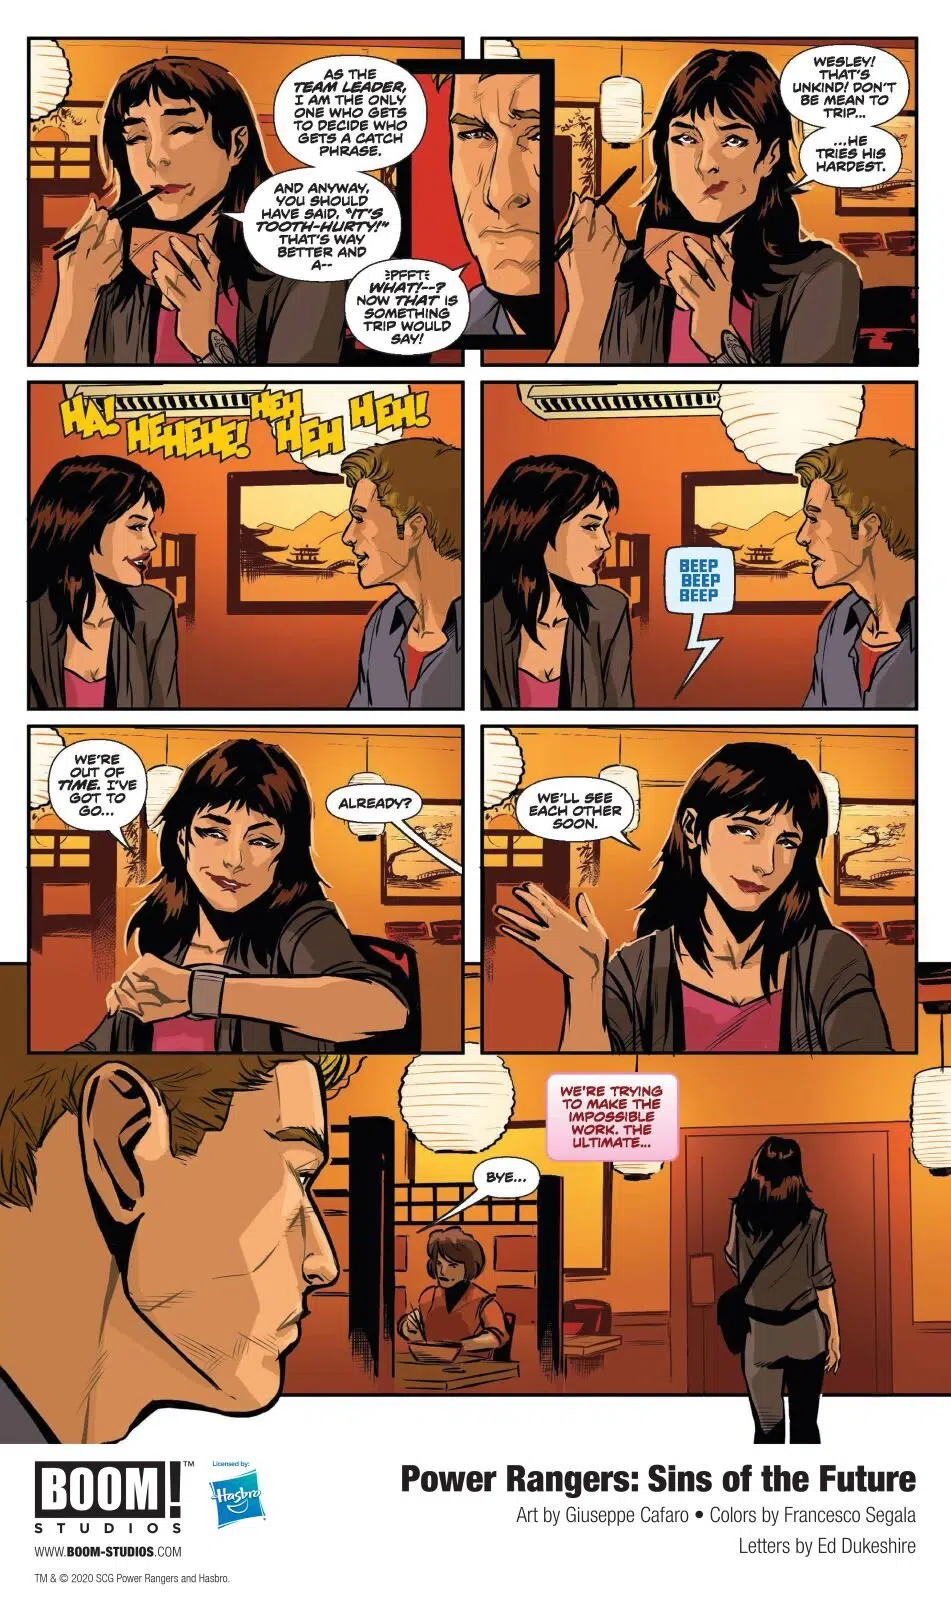 AS THE
TEAM LEADER,
I AM THE ONLY
ONE WHO GETS
TO DECIDE WHO
GETS A CATCH
PHRASE.
AND ANYWAY,
YOU SHOULD
HAVE SAID, "IT'S
TOOTH-HURTY!"
THAT'S WAY
BETTER AND
A--
PFFT
WHAT!--?
NOW THAT IS
SOMETHING
TRIP WOULD
SAY!
WESLEY!
THAT'S
UNKIND! DON'T
BE MEAN TO
TRIP...
...HE
TRIES HIS
HARDEST.
HA!
HEHEHE!
HEH
HEH
HEH!
BEEP
BEEP
BEEP
WE'RE
OUT OF
TIME. I'VE
GOT TO
GO...
ALREADY?
WE'LL SEE
EACH OTHER
SOON.
WE'RE TRYING
TO MAKE THE
IMPOSSIBLE
WORK. THE
ULTIMATE...
BYE...
BOOM!™
STUDIOS
WWW.BOOM-STUDIOS.COM
Licensed by:
Hasbro
Power Rangers: Sins of the Future
Art by Giuseppe Cafaro • Colors by Francesco Segala
Letters by Ed Dukeshire
TM & © 2020 SCG Power Rangers and Hasbro.